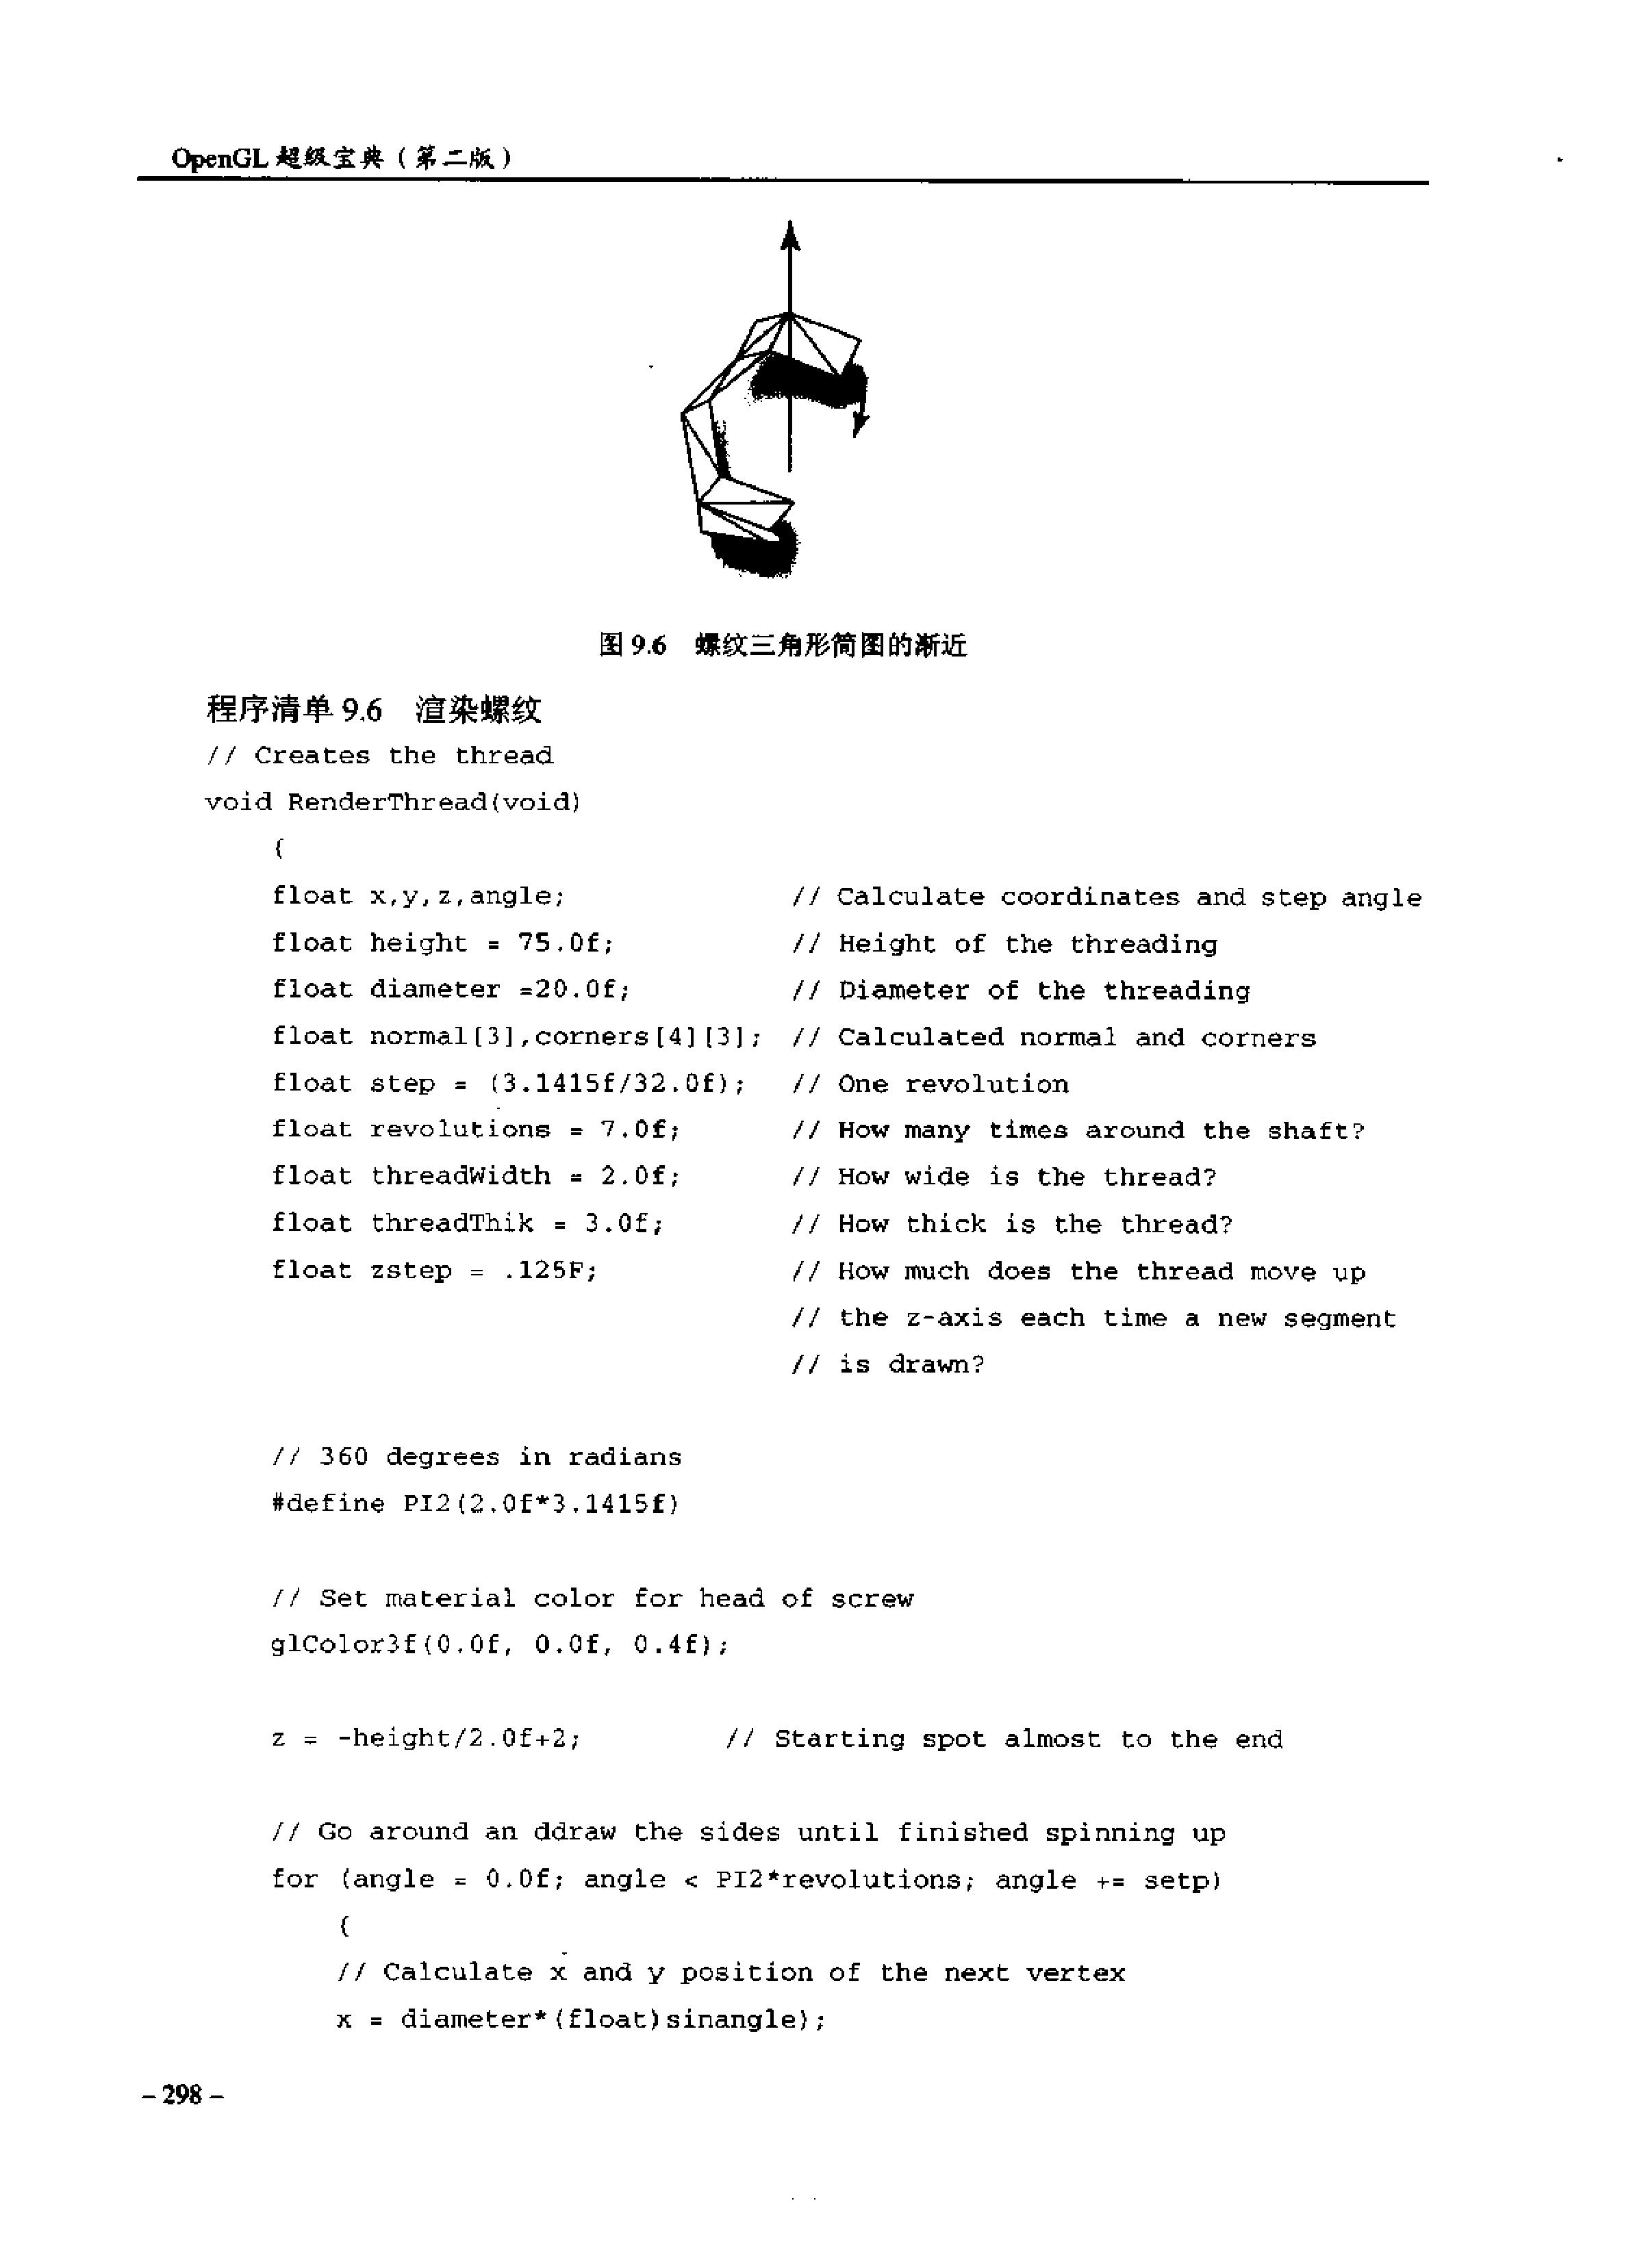 OpenGL 超级宝典（第二版）
图 9.6 螺纹三角形简图的渐近
程序清单 9.6 渲染螺纹
// Creates the thread
void RenderThread(void)
{
float x,y,z,angle; // Calculate coordinates and step angle
float height = 75.0f; // Height of the threading
float diameter =20.0f; // Diameter of the threading
float normal[3],corners[4][3]; // Calculated normal and corners
float step = (3.1415f/32.0f); // One revolution
float revolutions = 7.0f; // How many times around the shaft?
float threadWidth = 2.0f; // How wide is the thread?
float threadThik = 3.0f; // How thick is the thread?
float zstep = .125F; // How much does the thread move up
// the z-axis each time a new segment
// is drawn?
// 360 degrees in radians
#define PI2(2.0f*3.1415f)
// Set material color for head of screw
glColor3f(0.0f, 0.0f, 0.4f);
z = -height/2.0f+2; // Starting spot almost to the end
// Go around an ddraw the sides until finished spinning up
for (angle = 0.0f; angle < PI2*revolutions; angle += setp)
{
// Calculate x and y position of the next vertex
x = diameter*(float)sinangle);
– 298 –